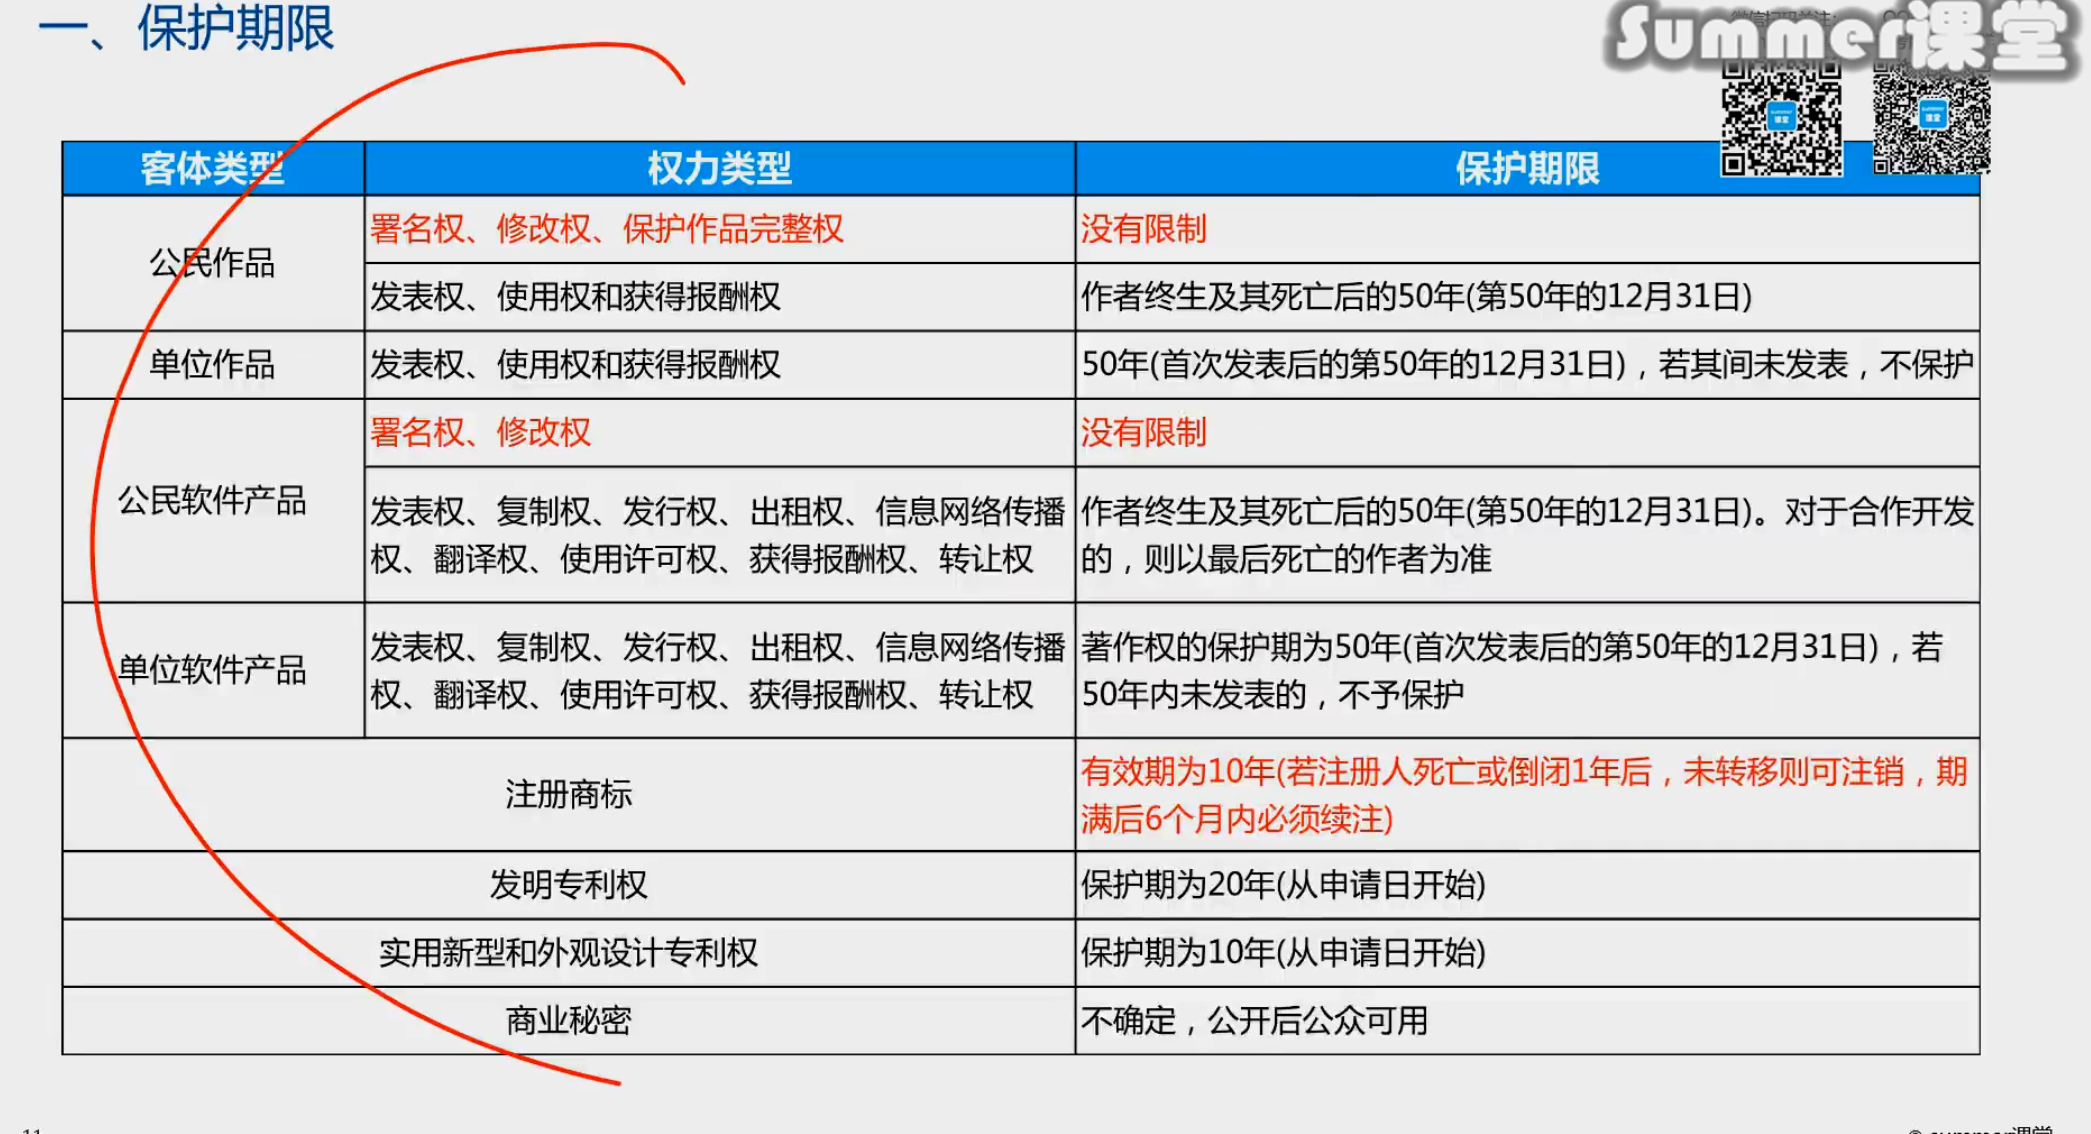 一、保护期限
Summer课堂
客体类型 权力类型 保护期限
公民作品
署名权、修改权、保护作品完整权 没有限制
发表权、使用权和获得报酬权 作者终生及其死亡后的50年(第50年的12月31日)
单位作品 发表权、使用权和获得报酬权 50年(首次发表后的第50年的12月31日)，若其间未发表，不保护
公民软件产品
署名权、修改权 没有限制
发表权、复制权、发行权、出租权、信息网络传播
权、翻译权、使用许可权、获得报酬权、转让权
作者终生及其死亡后的50年(第50年的12月31日)。对于合作开发
的，则以最后死亡的作者为准
单位软件产品
发表权、复制权、发行权、出租权、信息网络传播
权、翻译权、使用许可权、获得报酬权、转让权
著作权的保护期为50年(首次发表后的第50年的12月31日)，若
50年内未发表的，不予保护
注册商标
有效期为10年(若注册人死亡或倒闭1年后，未转移则可注销，期
满后6个月内必须续注)
发明专利权 保护期为20年(从申请日开始)
实用新型和外观设计专利权 保护期为10年(从申请日开始)
商业秘密 不确定，公开后公众可用
11
© summer课堂